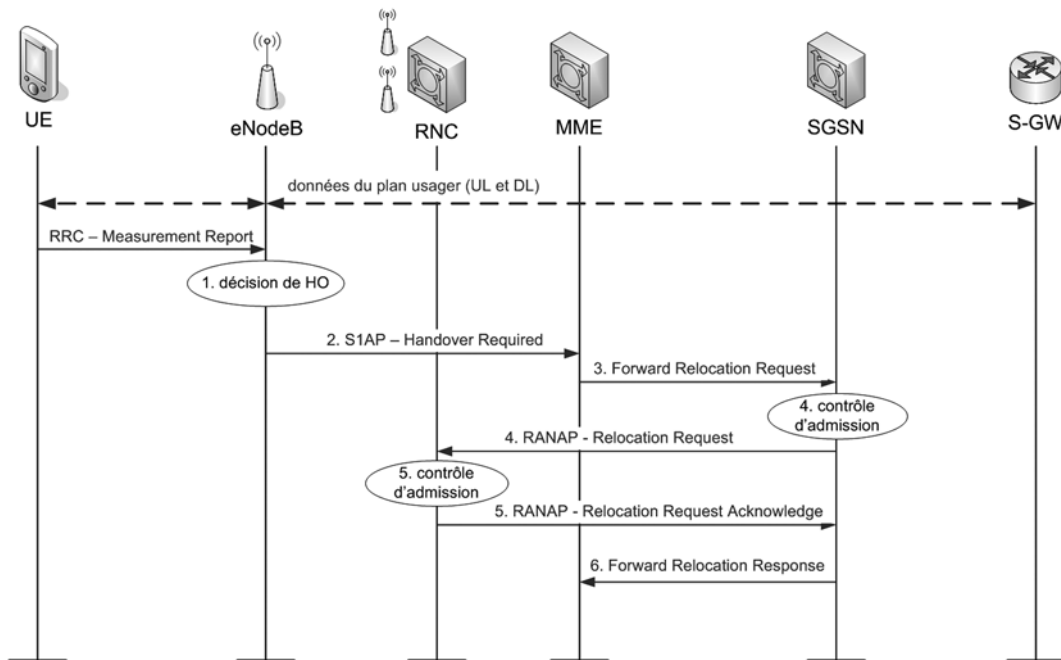 UE
eNodeB
RNC
MME
SGSN
S-GW
données du plan usager (UL et DL)
RRC – Measurement Report
1. décision de HO
2. S1AP – Handover Required
3. Forward Relocation Request
4. contrôle
d'admission
4. RANAP - Relocation Request
5. contrôle
d'admission
5. RANAP - Relocation Request Acknowledge
6. Forward Relocation Response